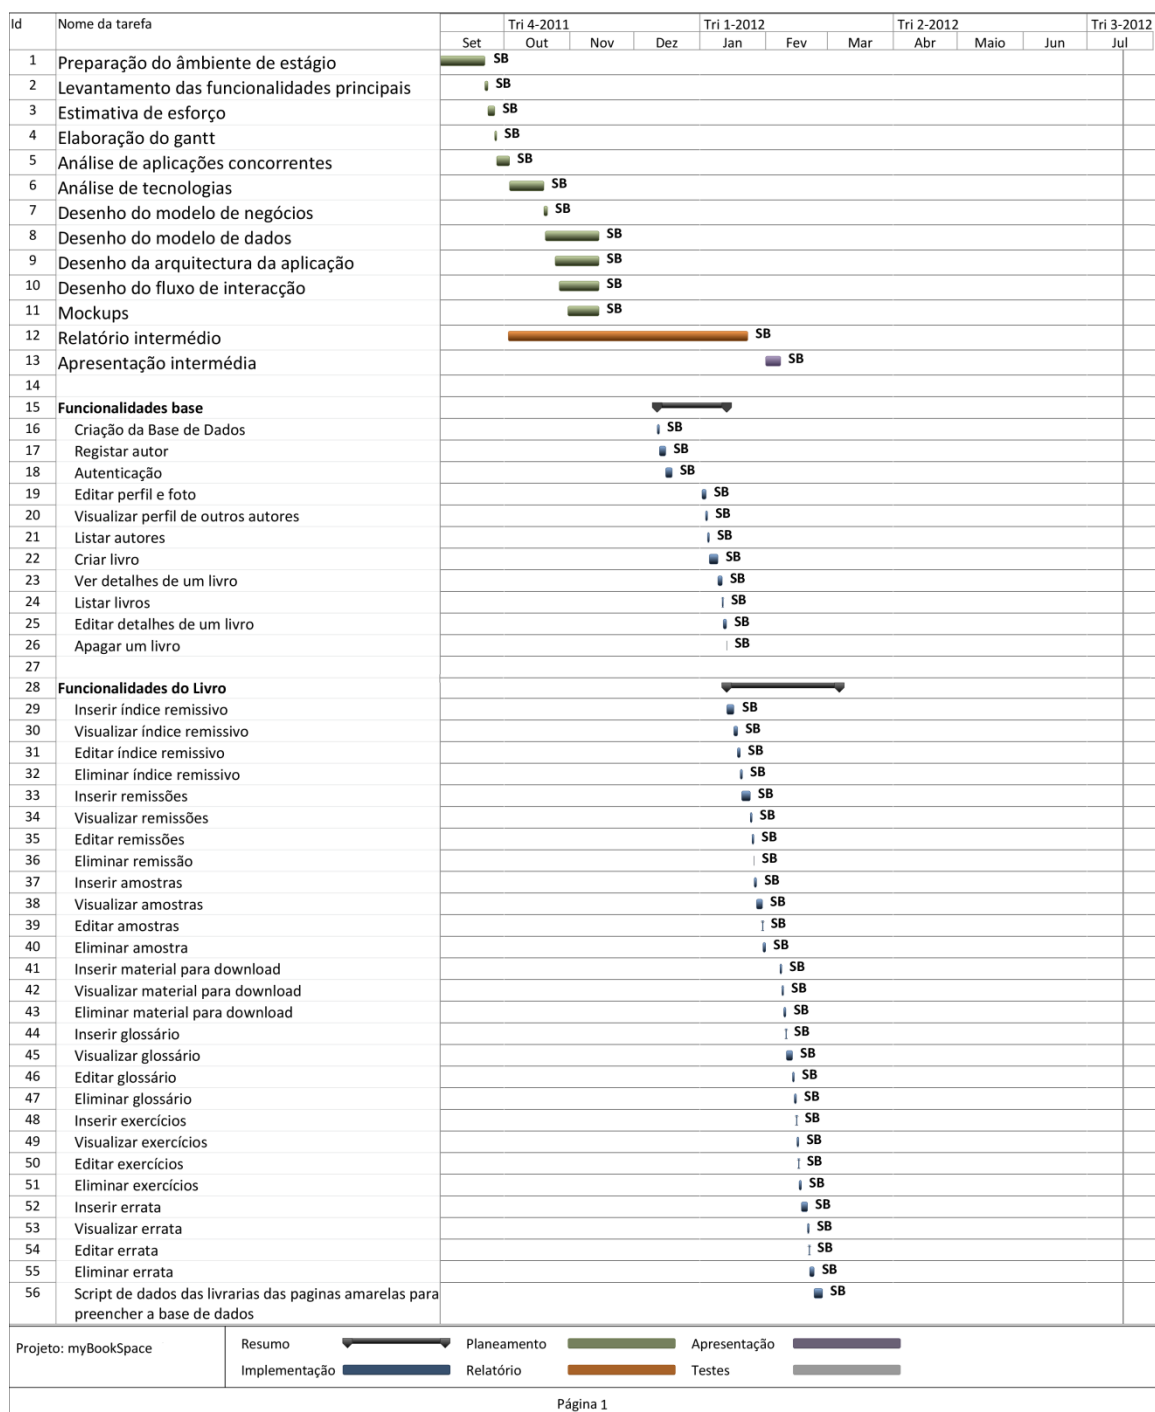 Id Nome da tarefa Tri 4-2011 Tri 1-2012 Tri 2-2012 Tri 3-2012
Set Out Nov Dez Jan Fev Mar Abr Maio Jun Jul
1 Preparação do âmbiente de estágio SB
2 Levantamento das funcionalidades principais SB
3 Estimativa de esforço SB
4 Elaboração do gantt SB
5 Análise de aplicações concorrentes SB
6 Análise de tecnologias SB
7 Desenho do modelo de negócios SB
8 Desenho do modelo de dados SB
9 Desenho da arquitectura da aplicação SB
10 Desenho do fluxo de interacção SB
11 Mockups SB
12 Relatório intermédio SB
13 Apresentação intermédia SB
14
15 Funcionalidades base
16 Criação da Base de Dados SB
17 Registar autor SB
18 Autenticação SB
19 Editar perfil e foto SB
20 Visualizar perfil de outros autores SB
21 Listar autores SB
22 Criar livro SB
23 Ver detalhes de um livro SB
24 Listar livros SB
25 Editar detalhes de um livro SB
26 Apagar um livro SB
27
28 Funcionalidades do Livro
29 Inserir índice remissivo SB
30 Visualizar índice remissivo SB
31 Editar índice remissivo SB
32 Eliminar índice remissivo SB
33 Inserir remissões SB
34 Visualizar remissões SB
35 Editar remissões SB
36 Eliminar remissão SB
37 Inserir amostras SB
38 Visualizar amostras SB
39 Editar amostras SB
40 Eliminar amostra SB
41 Inserir material para download SB
42 Visualizar material para download SB
43 Eliminar material para download SB
44 Inserir glossário SB
45 Visualizar glossário SB
46 Editar glossário SB
47 Eliminar glossário SB
48 Inserir exercícios SB
49 Visualizar exercícios SB
50 Editar exercícios SB
51 Eliminar exercícios SB
52 Inserir errata SB
53 Visualizar errata SB
54 Editar errata SB
55 Eliminar errata SB
56 Script de dados das livrarias das paginas amarelas para SB
preencher a base de dados
Projeto: myBookSpace
Resumo Planeamento Apresentação
Implementação Relatório Testes
Página 1